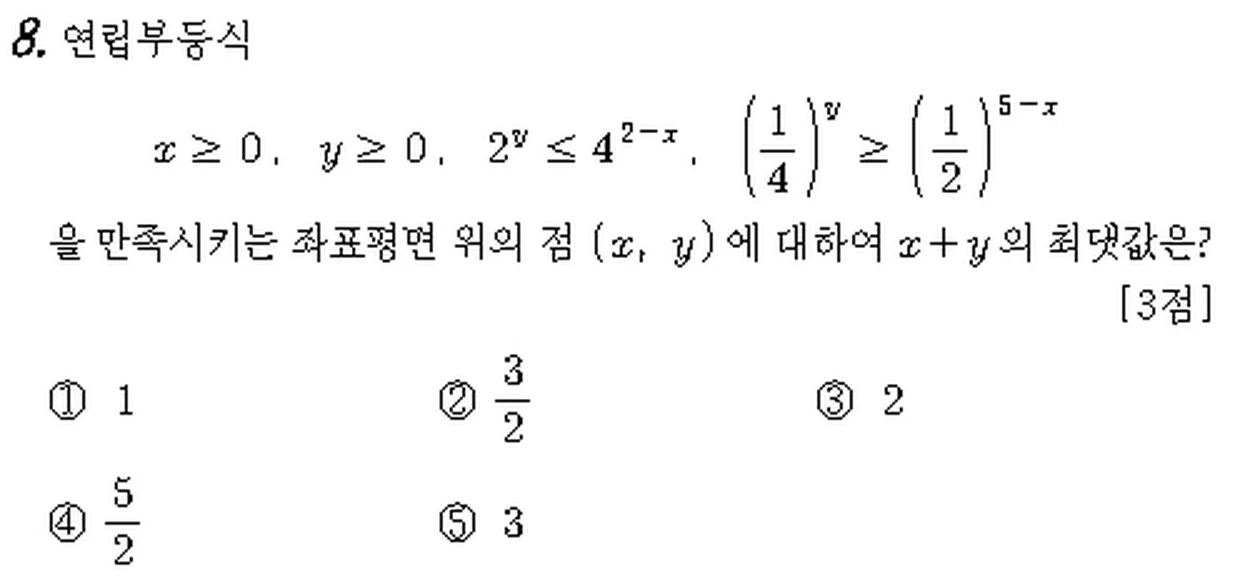 8. 연립부등식
x ≥ 0, y ≥ 0, 2^y ≤ 4^{2-x}, (1/4)^y ≥ (1/2)^{5-x}
을 만족시키는 좌표평면 위의 점 (x, y)에 대하여 x+y의 최댓값은?
[3점]
① 1 ② 3/2 ③ 2
④ 5/2 ⑤ 3